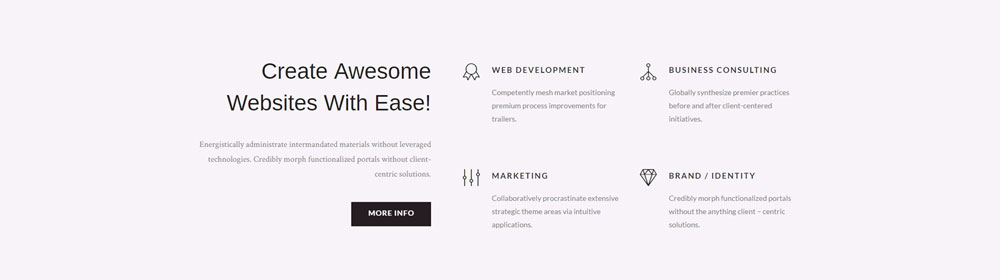 Create Awesome
Websites With Ease!
Energistically administrate intermandated materials without leveraged
technologies. Credibly morph functionalized portals without client-
centric solutions.
MORE INFO
WEB DEVELOPMENT
Competently mesh market positioning
premium process improvements for
trailers.
BUSINESS CONSULTING
Globally synthesize premier practices
before and after client-centered
initiatives.
MARKETING
Collaboratively procrastinate extensive
strategic theme areas via intuitive
applications.
BRAND / IDENTITY
Credibly morph functionalized portals
without the anything client – centric
solutions.